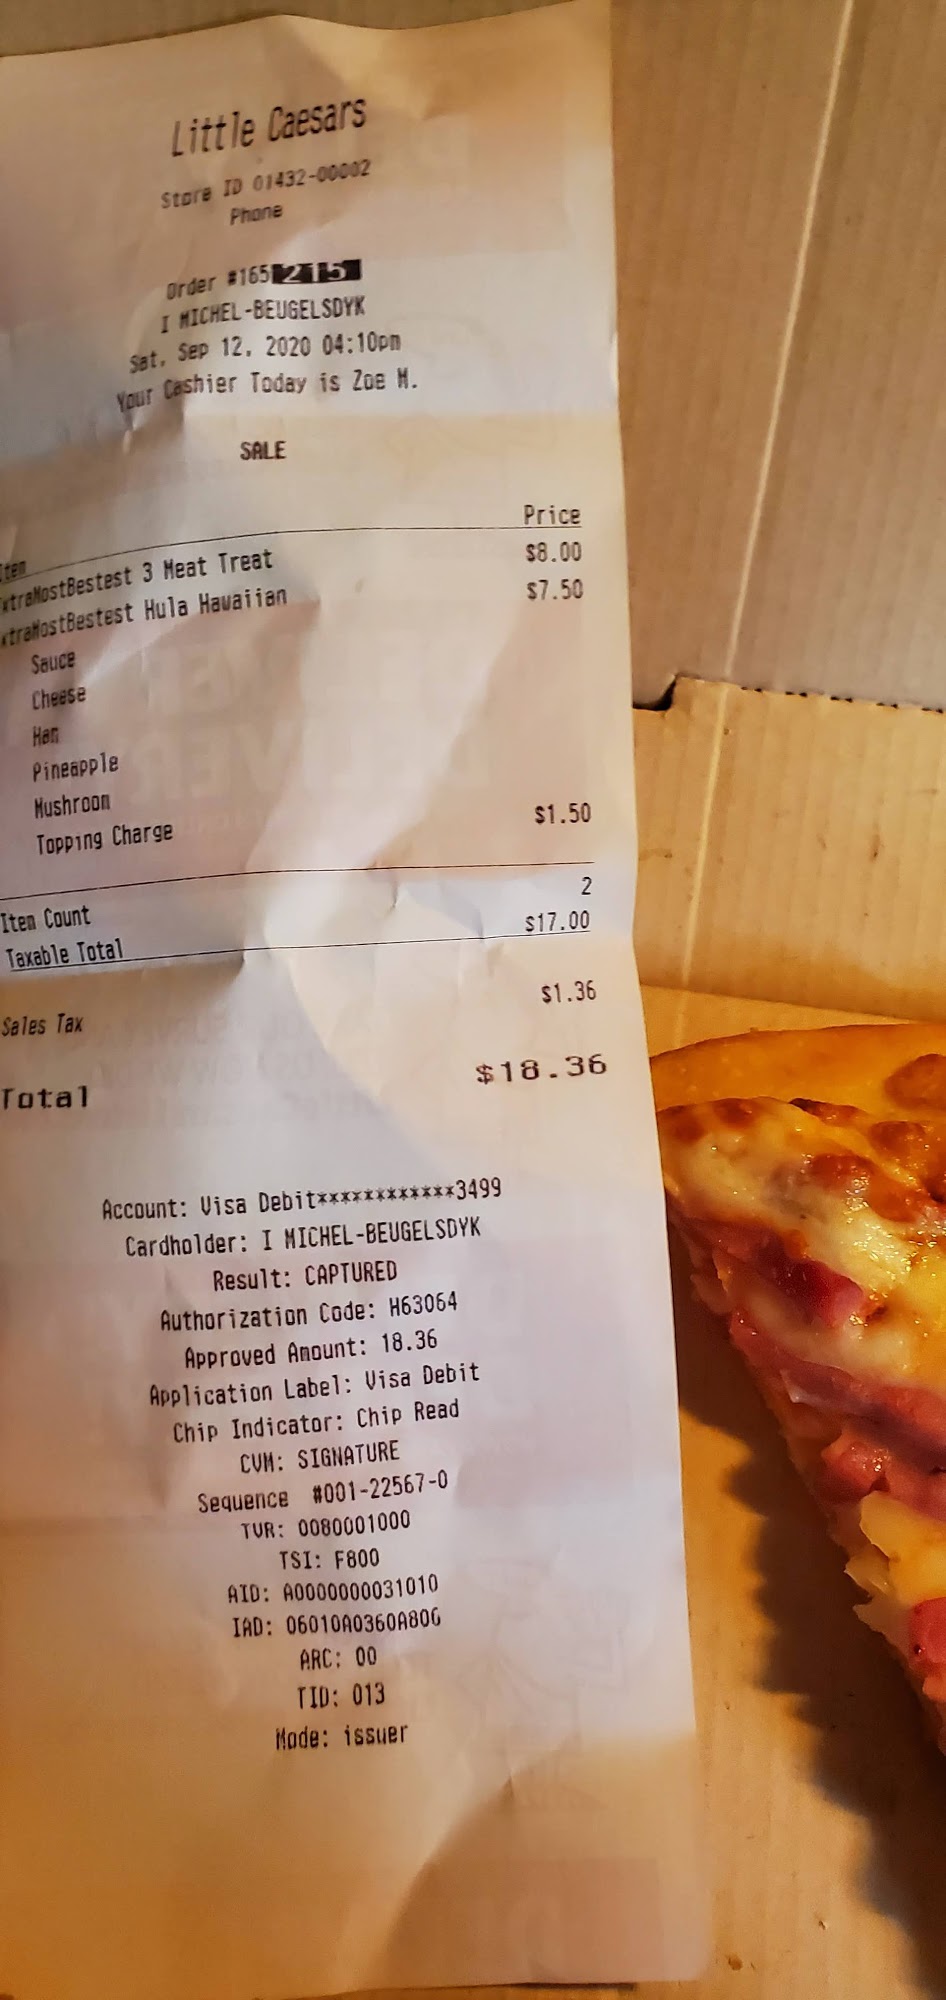 Little Caesars
Store ID 01432-00002
Phone
Order #165215
I MICHEL-BEUGELSDYK
Sat, Sep 12, 2020 04:10pm
Your Cashier Today is Zoe M.
SALE
Item Price
xtraMostBestest 3 Meat Treat $8.00
xtraMostBestest Hula Hawaiian $7.50
Sauce
Cheese
Ham
Pineapple
Mushroom
Topping Charge $1.50
Item Count 2
Taxable Total $17.00
Sales Tax $1.36
Total $18.36
Account: Visa Debit************3499
Cardholder: I MICHEL-BEUGELSDYK
Result: CAPTURED
Authorization Code: H63064
Approved Amount: 18.36
Application Label: Visa Debit
Chip Indicator: Chip Read
CVM: SIGNATURE
Sequence #001-22567-0
TVR: 0080001000
TSI: F800
AID: A0000000031010
IAD: 06010A0360A800
ARC: 00
TID: 013
Mode: issuer